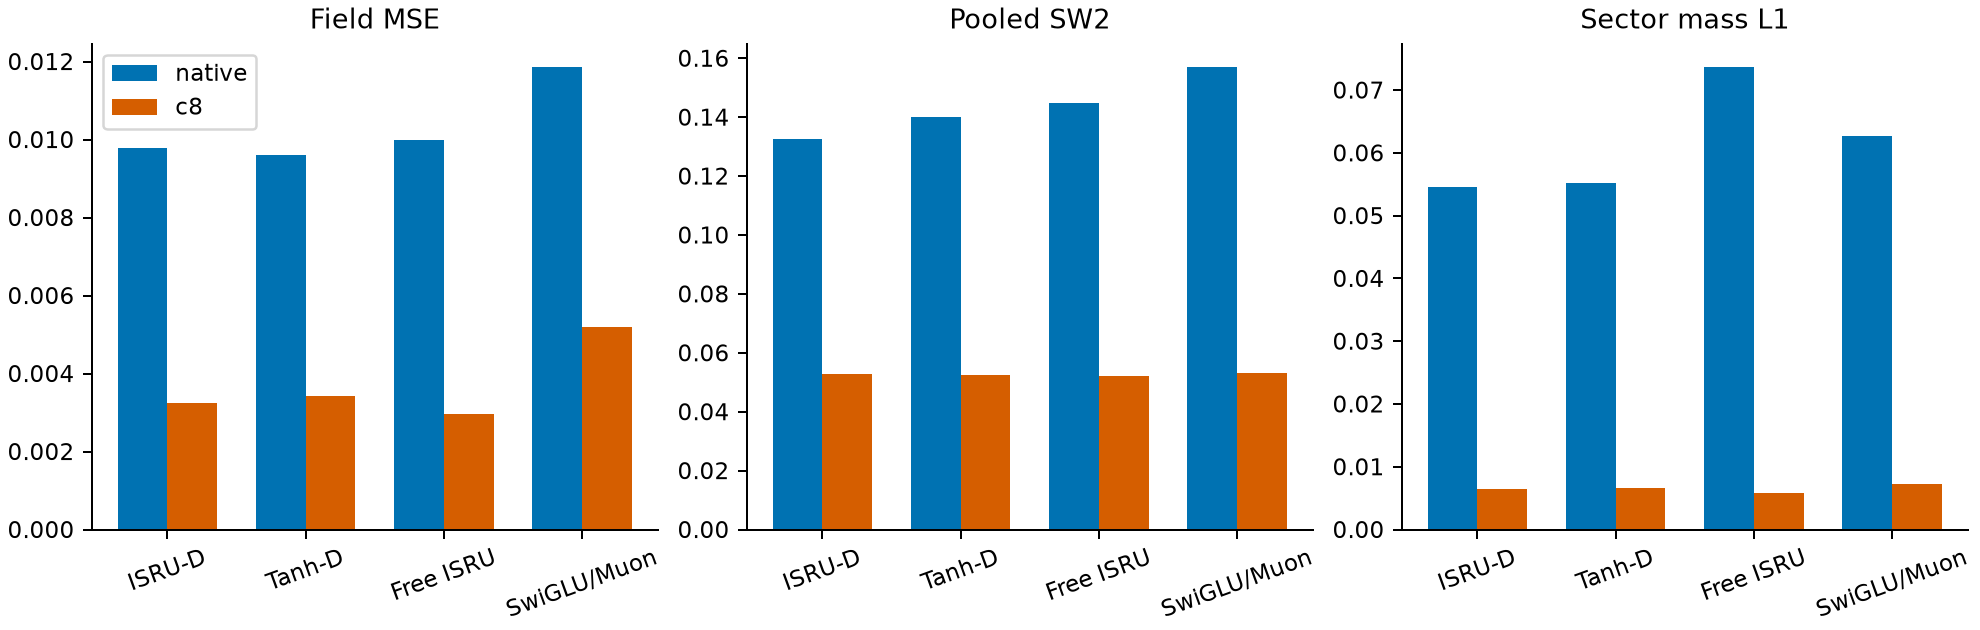 Field MSE
native
c8
0.012
0.010
0.008
0.006
0.004
0.002
0.000
ISRU-D
Tanh-D
Free ISRU
SwiGLU/Muon
Pooled SW2
0.16
0.14
0.12
0.10
0.08
0.06
0.04
0.02
0.00
ISRU-D
Tanh-D
Free ISRU
SwiGLU/Muon
Sector mass L1
0.07
0.06
0.05
0.04
0.03
0.02
0.01
0.00
ISRU-D
Tanh-D
Free ISRU
SwiGLU/Muon